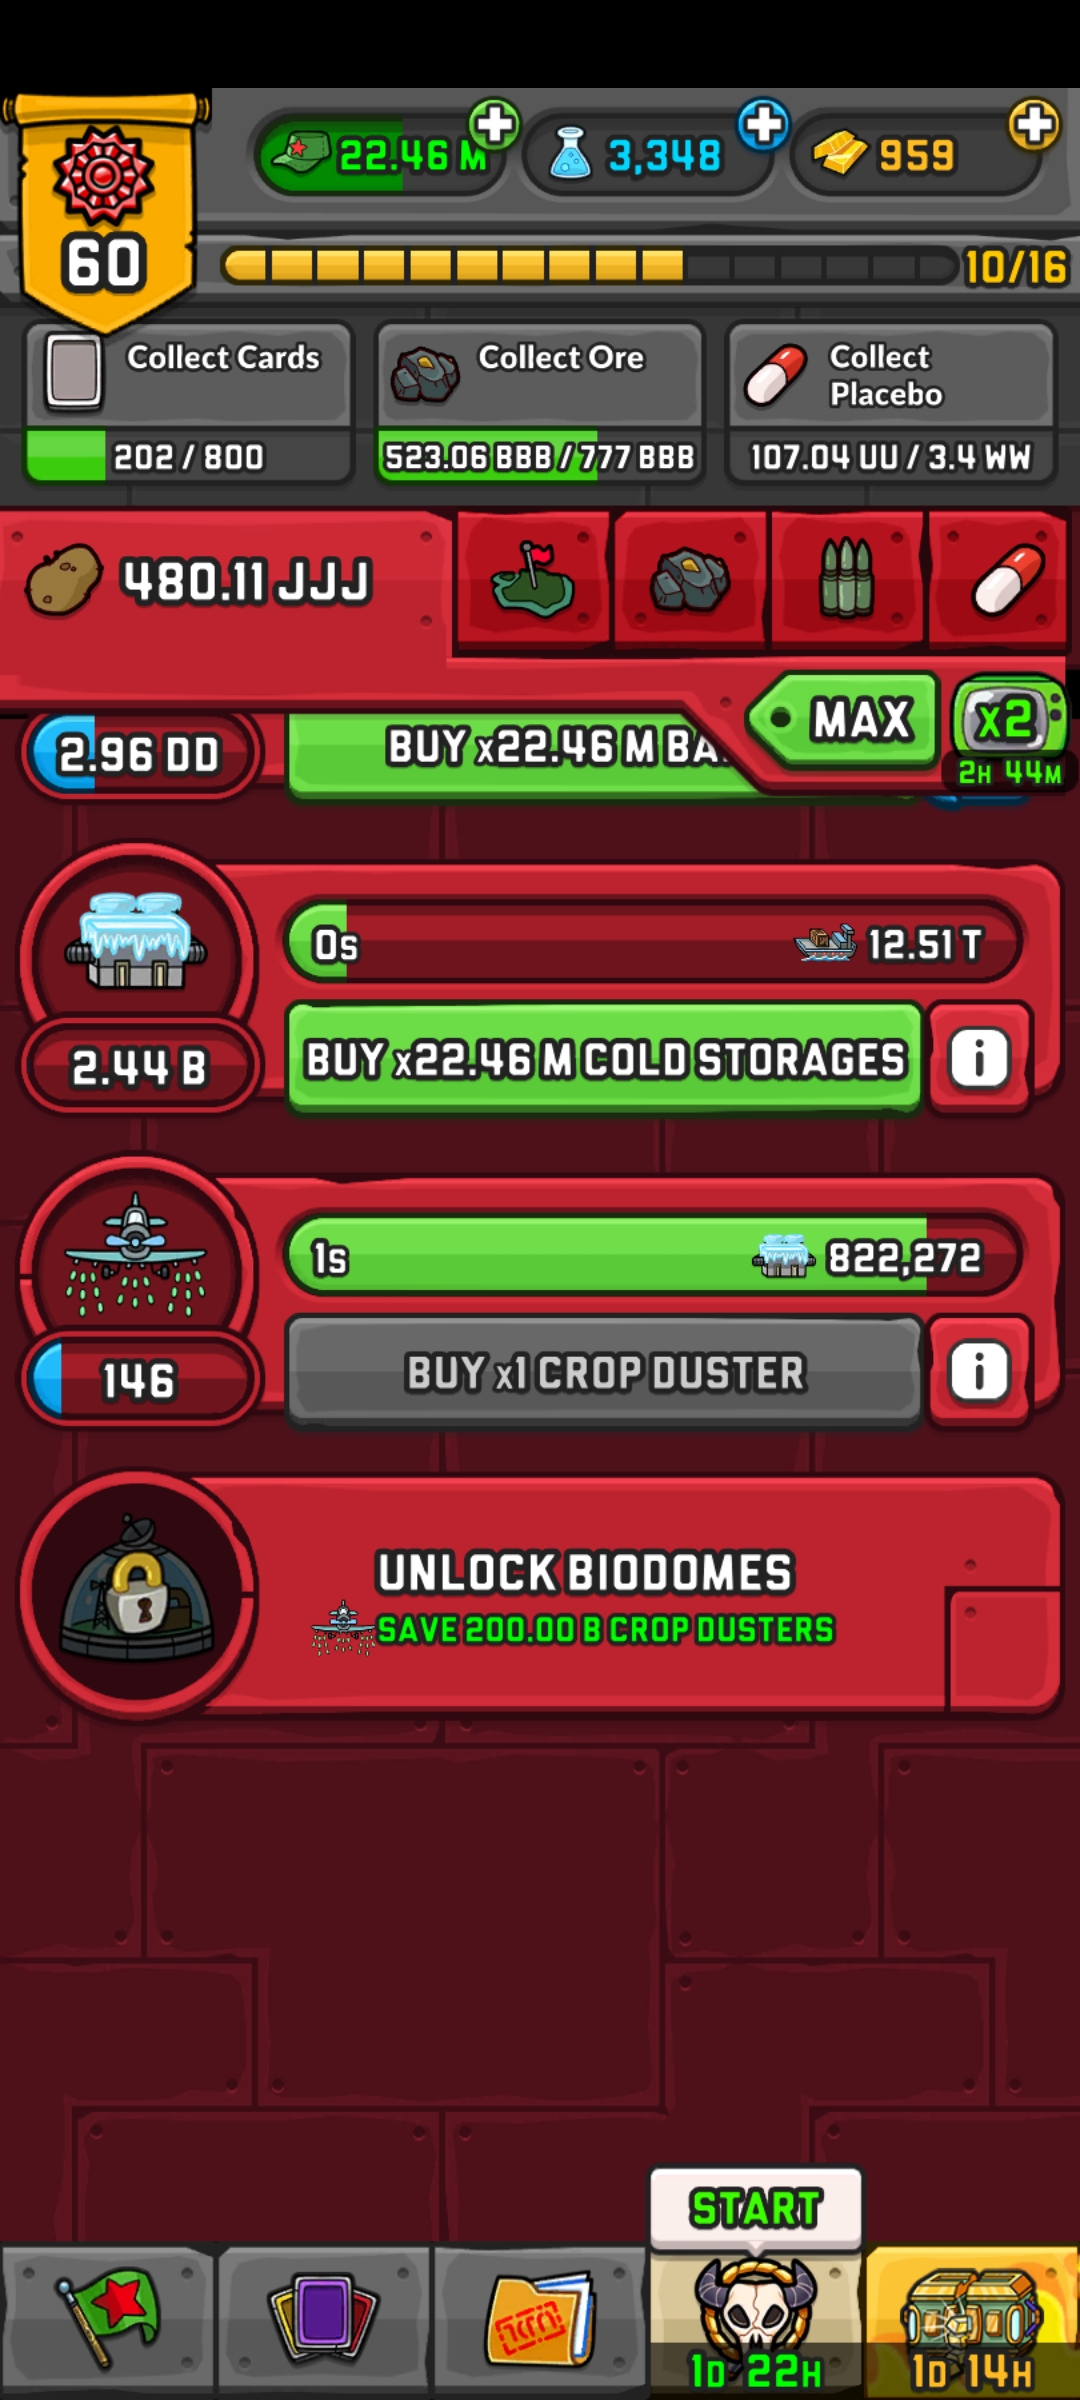 22.46 M
3,348
959
60
10/16
Collect Cards
202 / 800
Collect Ore
523.06 BBB / 777 BBB
Collect
Placebo
107.04 UU / 3.4 WW
480.11 JJJ
MAX
x2
2H 44M
2.96 DD
BUY x22.46 M BA
0s
12.51 T
2.44 B
BUY x22.46 M COLD STORAGES
i
1s
822,272
146
BUY x1 CROP DUSTER
i
UNLOCK BIODOMES
SAVE 200.00 B CROP DUSTERS
START
1D 22H
1D 14H